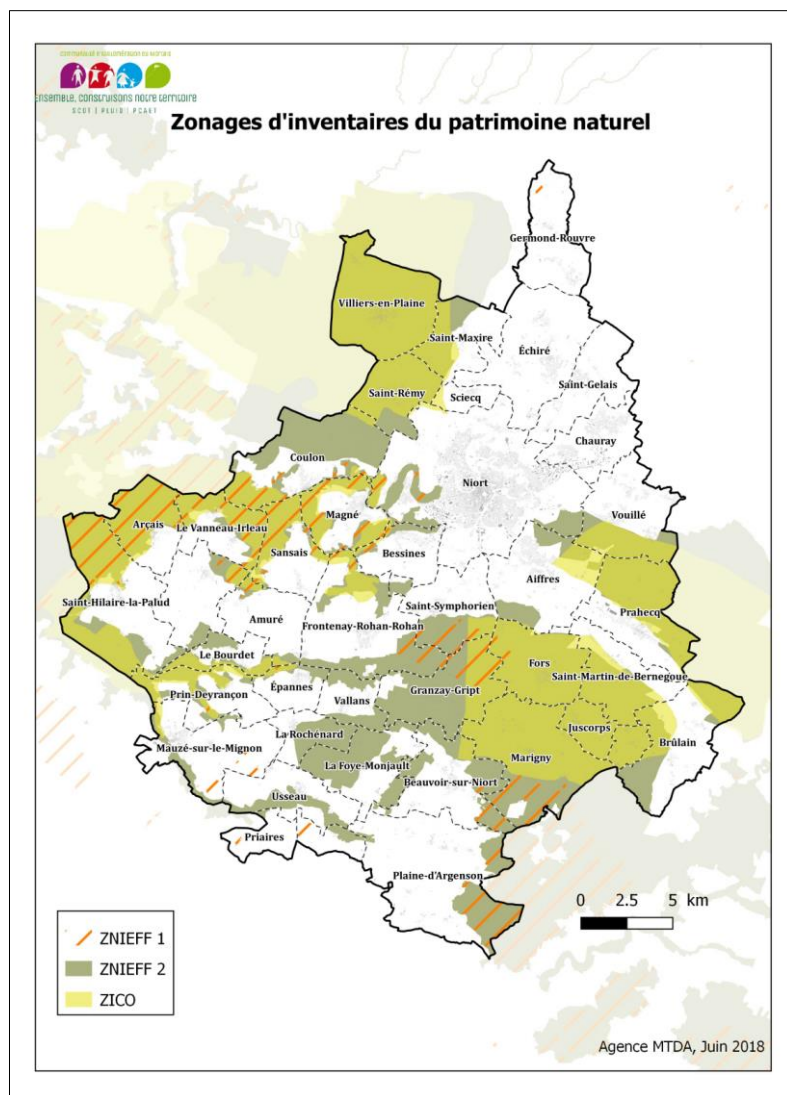 COMMUNAUTÉ D'AGGLOMÉRATION DU NIORTAIS
Ensemble, construisons notre territoire
SCOT | PLUID | PCAET
Zonages d'inventaires du patrimoine naturel
Germond-Rouvre
Villiers-en-Plaine
Saint-Maxire
Échiré
Saint-Rémy
Sciecq
Saint-Gelais
Chauray
Coulon
Niort
Magné
Vouillé
Arçais
Le Vanneau-Irleau
Sansais
Bessines
Aiffres
Saint-Hilaire-la-Palud
Saint-Symphorien
Prahecq
Amuré
Frontenay-Rohan-Rohan
Le Bourdet
Fors
Saint-Martin-de-Bernegoue
Prin-Deyrançon
Épannes
Vallans
Granzay-Gript
La Rochénard
Juscorps
Mauzé-sur-le-Mignon
Brûlain
La Foye-Monjault
Marigny
Beauvoir-sur-Niort
Usseau
Priaires
Plaine-d'Argenson
0 2.5 5 km
ZNIEFF 1
ZNIEFF 2
ZICO
Agence MTDA, Juin 2018